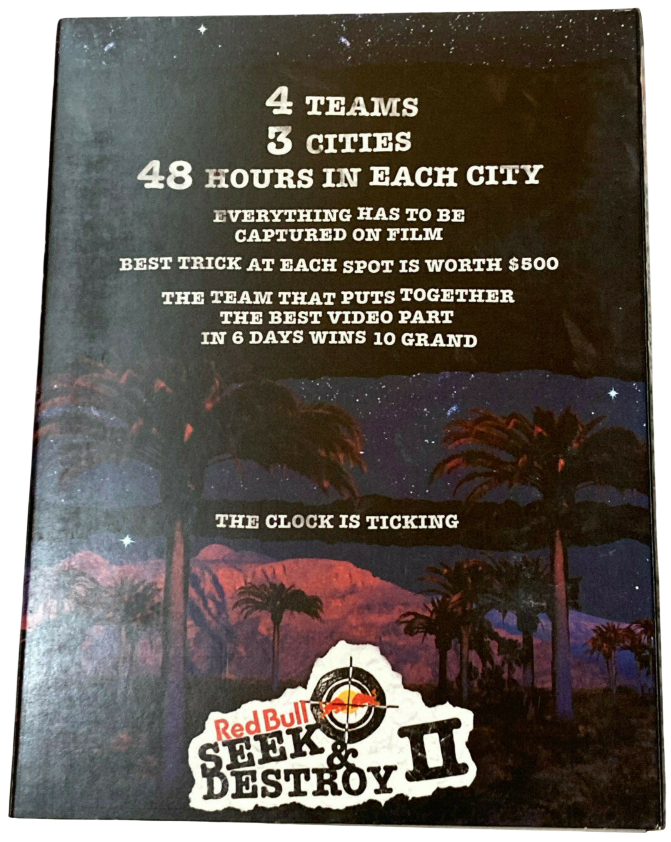 4 TEAMS
3 CITIES
48 HOURS IN EACH CITY
EVERYTHING HAS TO BE
CAPTURED ON FILM
BEST TRICK AT EACH SPOT IS WORTH $500
THE TEAM THAT PUTS TOGETHER
THE BEST VIDEO PART
IN 6 DAYS WINS 10 GRAND
THE CLOCK IS TICKING
Red Bull
SEEK
& II
DESTROY